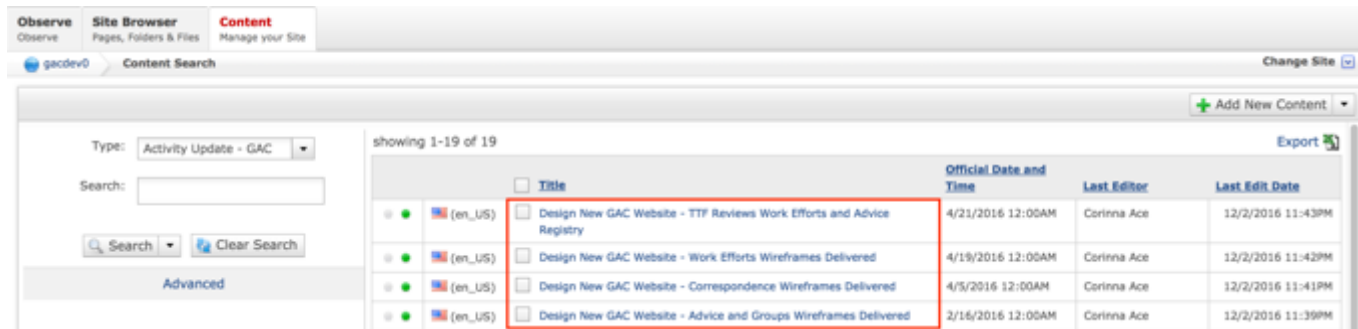 Observe Site Browser Content
Observe Pages, Folders & Files Manage your Site
gacdev0 Content Search Change Site
Add New Content
Type: Activity Update - GAC
showing 1-19 of 19 Export
Search:
Title Official Date and Time Last Editor Last Edit Date
(en_US) Design New GAC Website - TTF Reviews Work Efforts and Advice Registry 4/21/2016 12:00AM Corinna Ace 12/2/2016 11:43PM
Search Clear Search
(en_US) Design New GAC Website - Work Efforts Wireframes Delivered 4/19/2016 12:00AM Corinna Ace 12/2/2016 11:42PM
Advanced
(en_US) Design New GAC Website - Correspondence Wireframes Delivered 4/5/2016 12:00AM Corinna Ace 12/2/2016 11:41PM
(en_US) Design New GAC Website - Advice and Groups Wireframes Delivered 2/16/2016 12:00AM Corinna Ace 12/2/2016 11:39PM